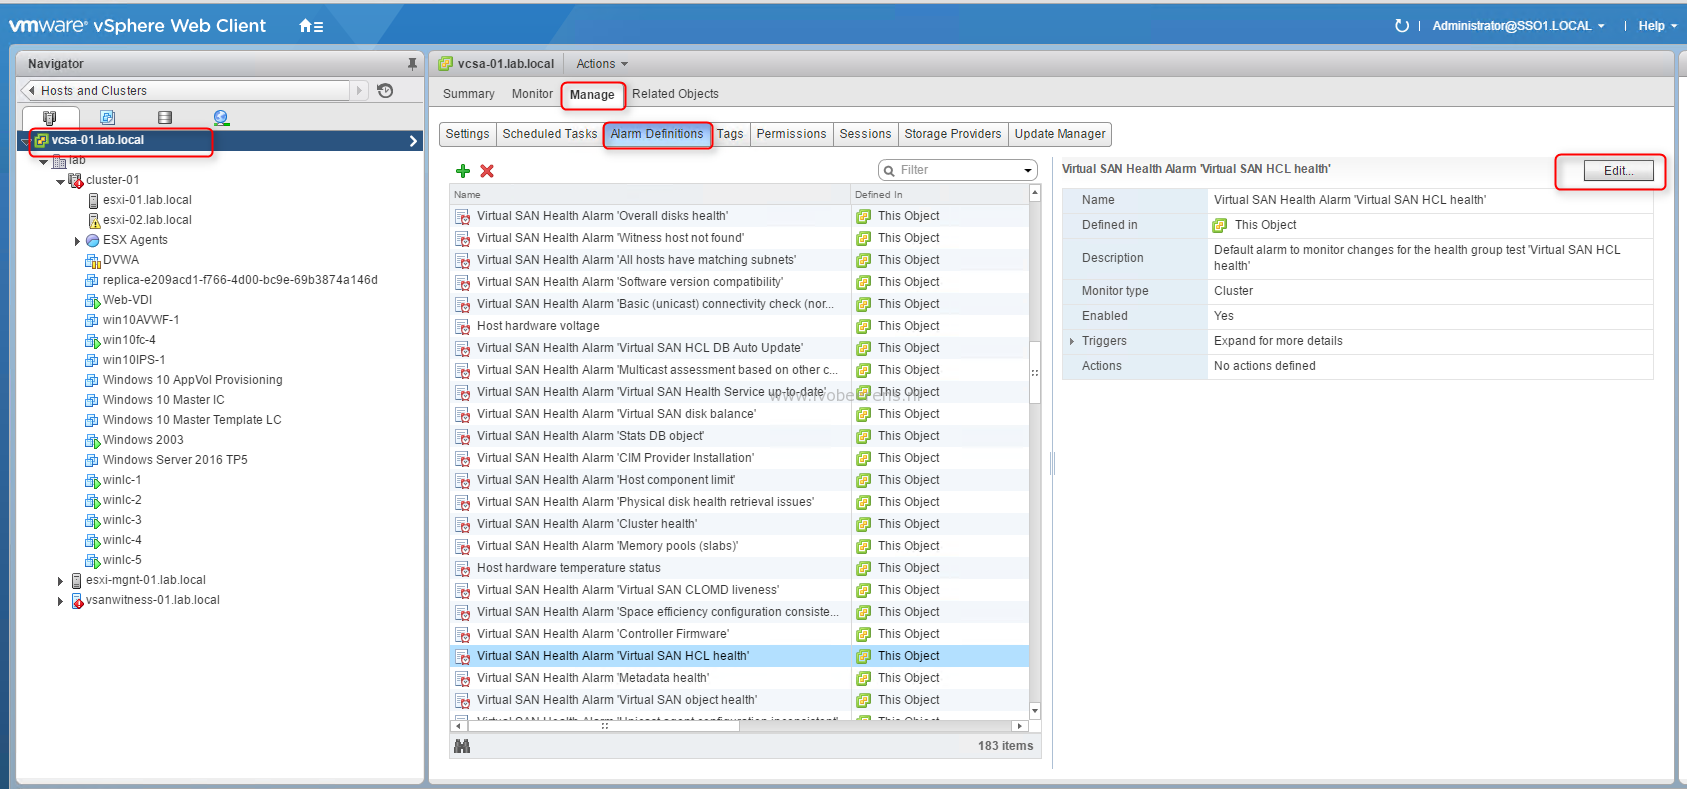 vmware® vSphere Web Client
Administrator@SSO1.LOCAL
Help
Navigator
Hosts and Clusters
vcsa-01.lab.local
lab
cluster-01
esxi-01.lab.local
esxi-02.lab.local
ESX Agents
DVWA
replica-e209acd1-f766-4d00-bc9e-69b3874a146d
Web-VDI
win10AVWF-1
win10fc-4
win10IPS-1
Windows 10 AppVol Provisioning
Windows 10 Master IC
Windows 10 Master Template LC
Windows 2003
Windows Server 2016 TP5
winlc-1
winlc-2
winlc-3
winlc-4
winlc-5
esxi-mgnt-01.lab.local
vsanwitness-01.lab.local
vcsa-01.lab.local Actions
Summary Monitor Manage Related Objects
Settings Scheduled Tasks Alarm Definitions Tags Permissions Sessions Storage Providers Update Manager
Filter
Name Defined In
Virtual SAN Health Alarm 'Overall disks health' This Object
Virtual SAN Health Alarm 'Witness host not found' This Object
Virtual SAN Health Alarm 'All hosts have matching subnets' This Object
Virtual SAN Health Alarm 'Software version compatibility' This Object
Virtual SAN Health Alarm 'Basic (unicast) connectivity check (nor... This Object
Host hardware voltage This Object
Virtual SAN Health Alarm 'Virtual SAN HCL DB Auto Update' This Object
Virtual SAN Health Alarm 'Multicast assessment based on other c... This Object
Virtual SAN Health Alarm 'Virtual SAN Health Service up-to-date' This Object
Virtual SAN Health Alarm 'Virtual SAN disk balance' This Object
Virtual SAN Health Alarm 'Stats DB object' This Object
Virtual SAN Health Alarm 'CIM Provider Installation' This Object
Virtual SAN Health Alarm 'Host component limit' This Object
Virtual SAN Health Alarm 'Physical disk health retrieval issues' This Object
Virtual SAN Health Alarm 'Cluster health' This Object
Virtual SAN Health Alarm 'Memory pools (slabs)' This Object
Host hardware temperature status This Object
Virtual SAN Health Alarm 'Virtual SAN CLOMD liveness' This Object
Virtual SAN Health Alarm 'Space efficiency configuration consiste... This Object
Virtual SAN Health Alarm 'Controller Firmware' This Object
Virtual SAN Health Alarm 'Virtual SAN HCL health' This Object
Virtual SAN Health Alarm 'Metadata health' This Object
Virtual SAN Health Alarm 'Virtual SAN object health' This Object
Virtual SAN Health Alarm 'Unicast agent configuration inconsistent' This Object
183 items
Virtual SAN Health Alarm 'Virtual SAN HCL health'
Edit...
Name Virtual SAN Health Alarm 'Virtual SAN HCL health'
Defined in This Object
Description Default alarm to monitor changes for the health group test 'Virtual SAN HCL
health'
Monitor type Cluster
Enabled Yes
Triggers Expand for more details
Actions No actions defined